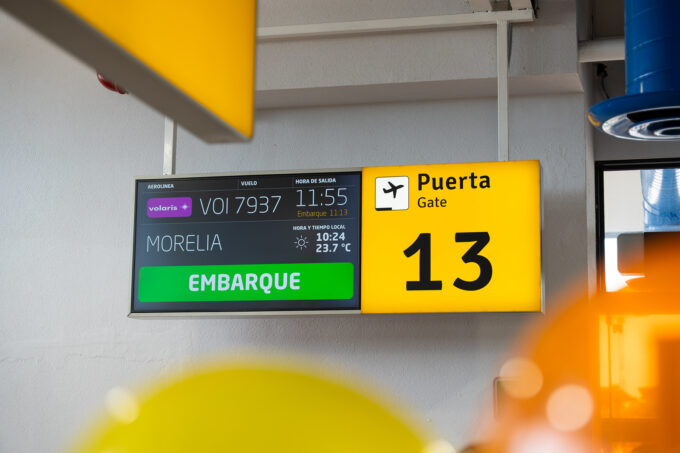 AEROLÍNEA VUELO HORA DE SALIDA
volaris VOI 7937 11:55
Embarque 11:13
MORELIA
HORA Y TIEMPO LOCAL
10:24
23.7 °C
EMBARQUE
Puerta
Gate
13